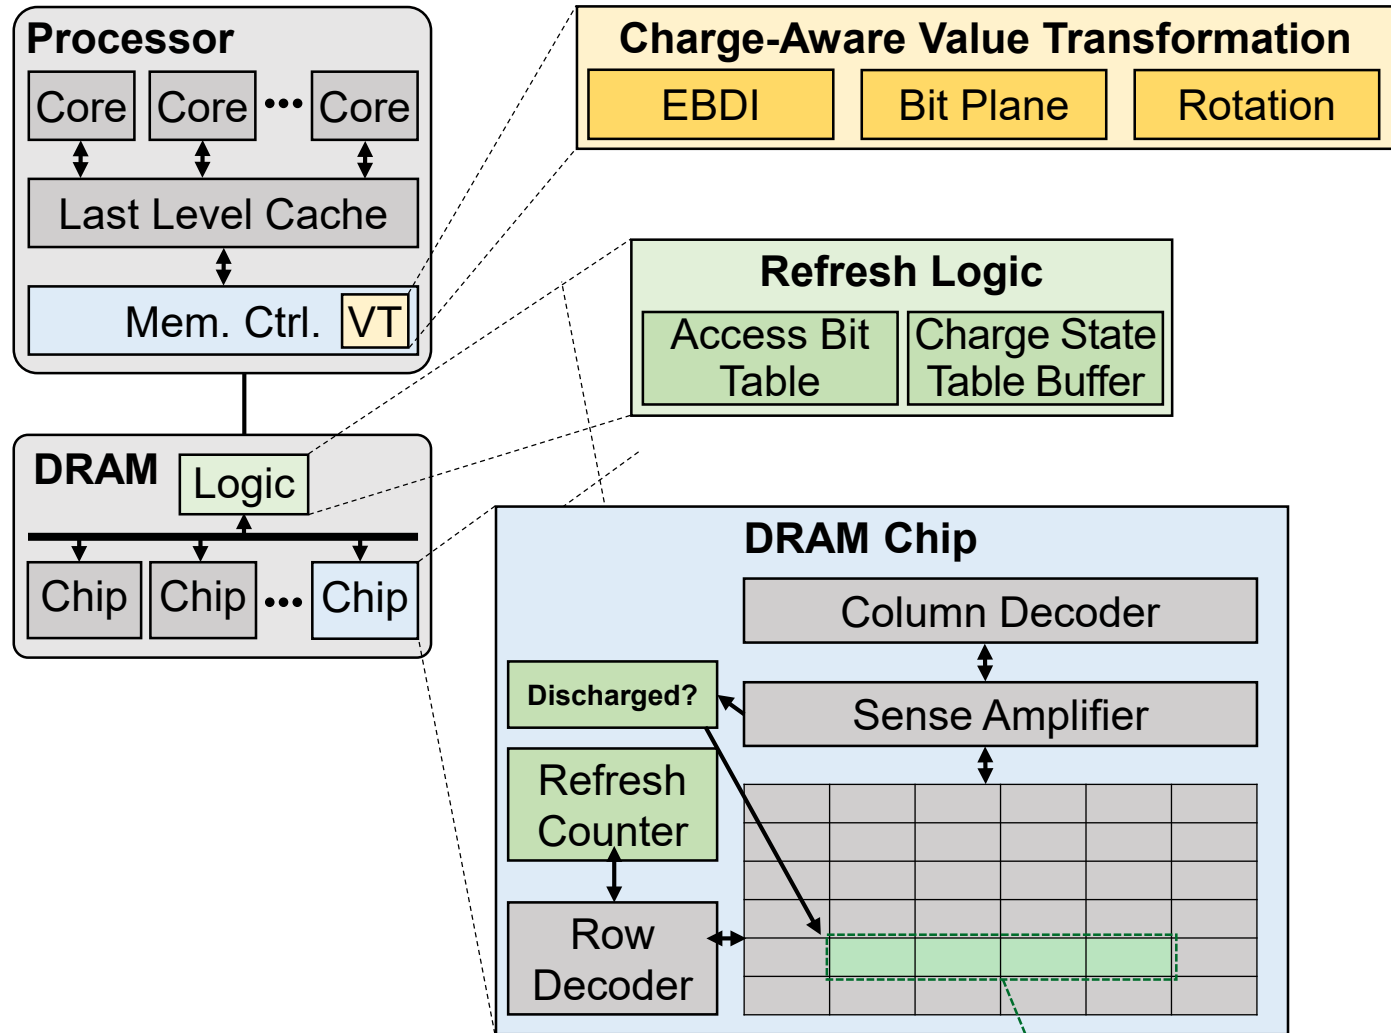 Processor
Core Core ••• Core
Last Level Cache
Mem. Ctrl. VT
Charge-Aware Value Transformation
EBDI Bit Plane Rotation
Refresh Logic
Access Bit
Table
Charge State
Table Buffer
DRAM
Logic
Chip Chip ••• Chip
DRAM Chip
Column Decoder
Discharged?
Sense Amplifier
Refresh
Counter
Row
Decoder